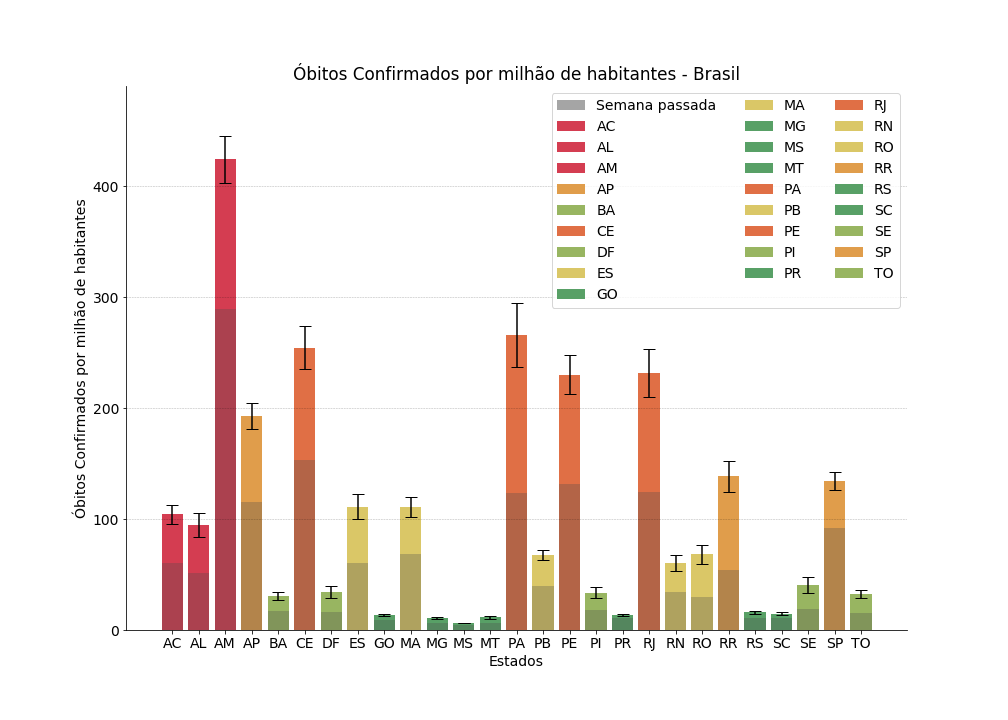 Óbitos Confirmados por milhão de habitantes - Brasil
Semana passada
AC
AL
AM
AP
BA
CE
DF
ES
GO
MA
MG
MS
MT
PA
PB
PE
PI
PR
RJ
RN
RO
RR
RS
SC
SE
SP
TO
Óbitos Confirmados por milhão de habitantes
400
300
200
100
0
AC AL AM AP BA CE DF ES GO MA MG MS MT PA PB PE PI PR RJ RN RO RR RS SC SE SP TO
Estados